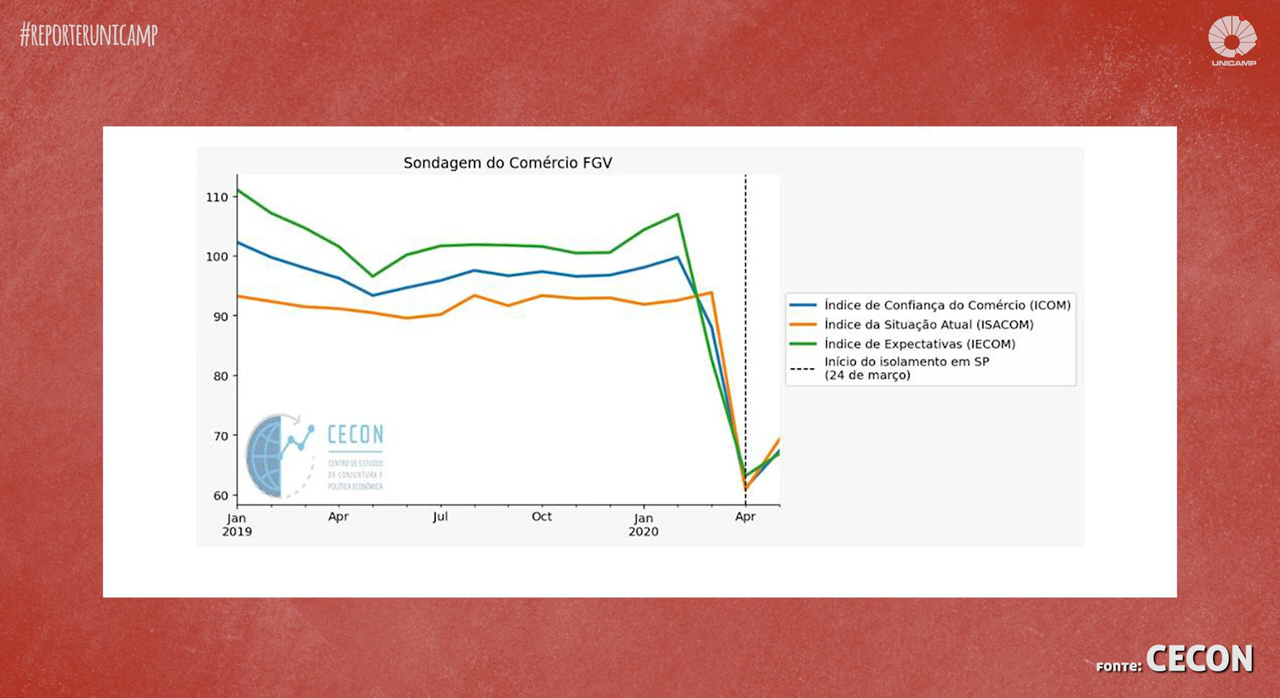 #REPORTERUNICAMP
UNICAMP
Sondagem do Comércio FGV
110
100
90
80
70
60
Jan
2019
Apr
Jul
Oct
Jan
2020
Apr
Índice de Confiança do Comércio (ICOM)
Índice da Situação Atual (ISACOM)
Índice de Expectativas (IECOM)
Início do isolamento em SP
(24 de março)
CECON
CENTRO DE ESTUDOS
DE CONJUNTURA E
POLÍTICA ECONÔMICA
FONTE: CECON